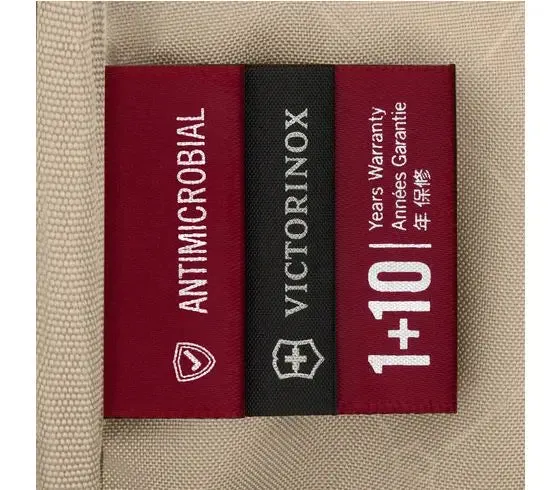 ANTIMICROBIAL
VICTORINOX
1+10
Years Warranty
Années Garantie
年 保修